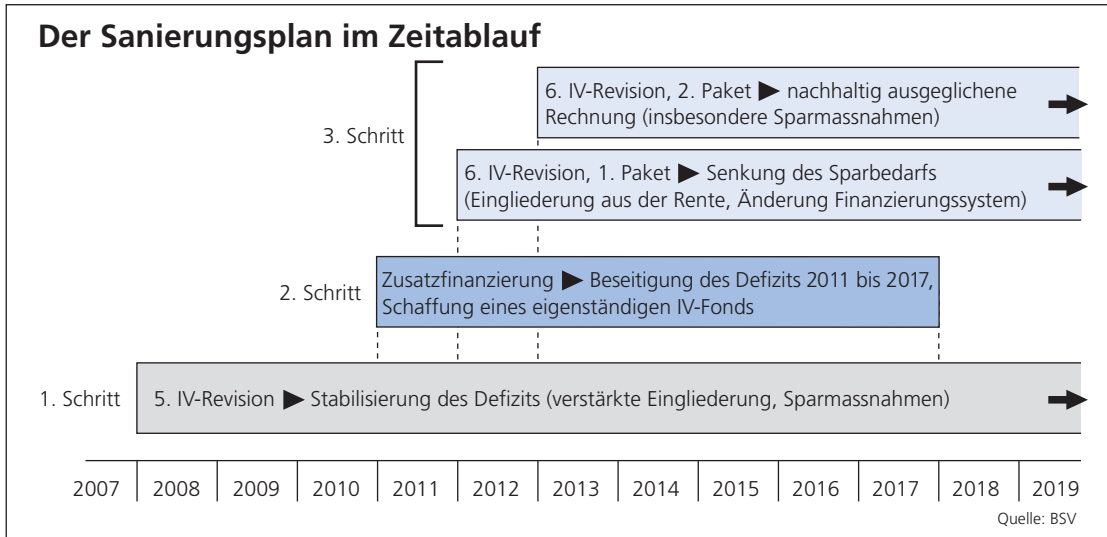 Der Sanierungsplan im Zeitablauf
6. IV-Revision, 2. Paket ▶ nachhaltig ausgeglichene
Rechnung (insbesondere Sparmassnahmen)
3. Schritt
6. IV-Revision, 1. Paket ▶ Senkung des Sparbedarfs
(Eingliederung aus der Rente, Änderung Finanzierungssystem)
2. Schritt
Zusatzfinanzierung ▶ Beseitigung des Defizits 2011 bis 2017,
Schaffung eines eigenständigen IV-Fonds
1. Schritt
5. IV-Revision ▶ Stabilisierung des Defizits (verstärkte Eingliederung, Sparmassnahmen)
2007 2008 2009 2010 2011 2012 2013 2014 2015 2016 2017 2018 2019
Quelle: BSV